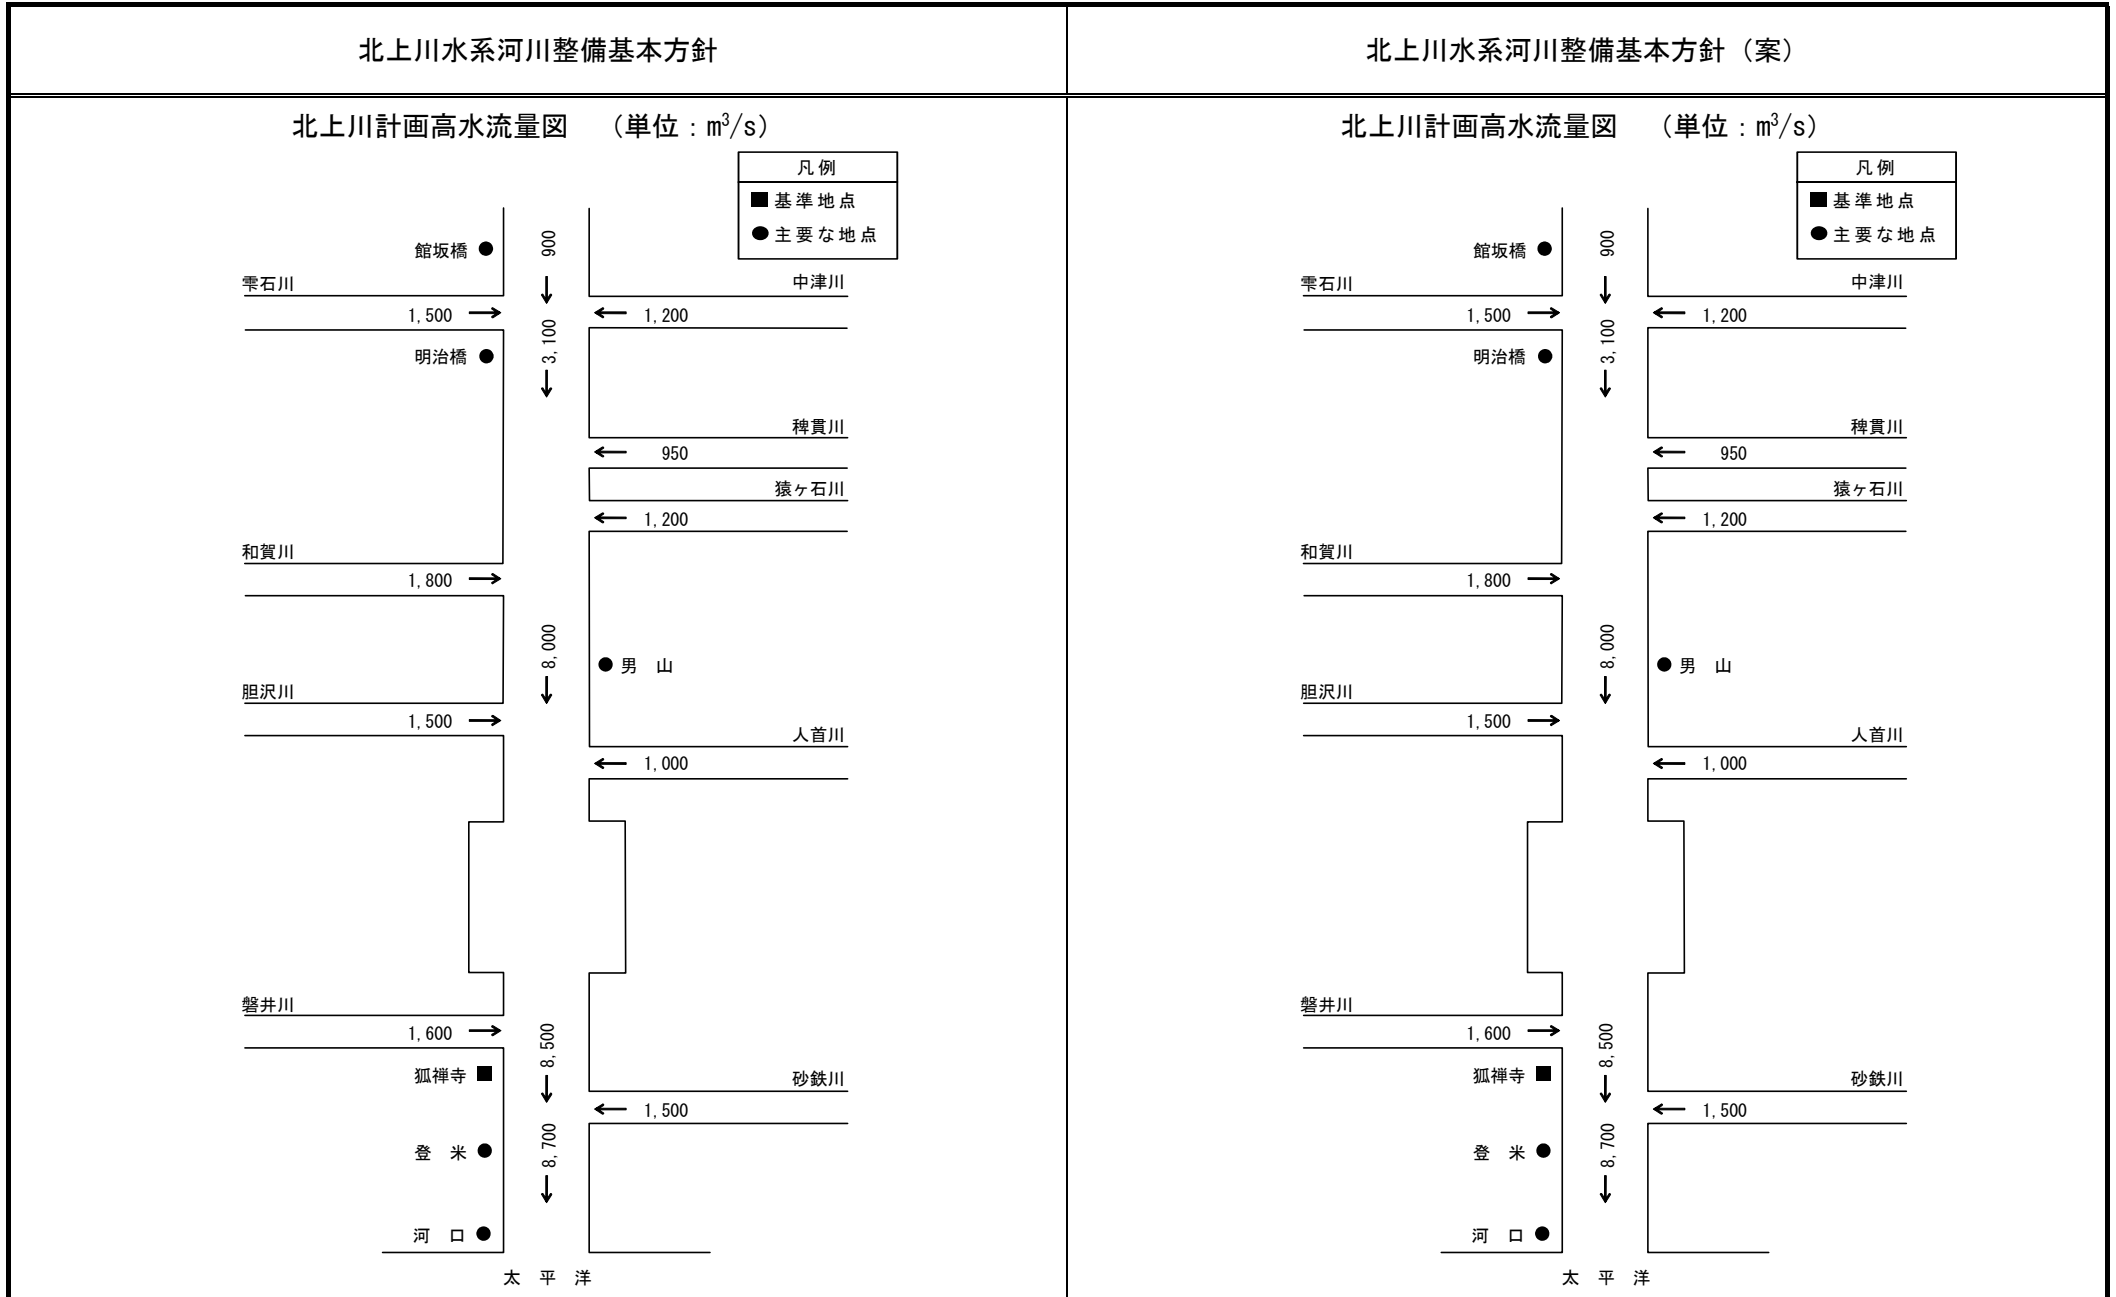 北上川水系河川整備基本方針
北上川計画高水流量図 (単位:m³/s)
凡例
■基準地点
●主要な地点
館坂橋 ●
900
雫石川
中津川
1,500
1,200
3,100
明治橋 ●
稗貫川
950
猿ヶ石川
1,200
和賀川
1,800
8,000
● 男 山
胆沢川
1,500
人首川
1,000
磐井川
1,600
8,500
狐禅寺 ■
砂鉄川
1,500
8,700
登 米 ●
河 口 ●
太 平 洋
北上川水系河川整備基本方針(案)
北上川計画高水流量図 (単位:m³/s)
凡例
■基準地点
●主要な地点
館坂橋 ●
900
雫石川
中津川
1,500
1,200
3,100
明治橋 ●
稗貫川
950
猿ヶ石川
1,200
和賀川
1,800
8,000
● 男 山
胆沢川
1,500
人首川
1,000
磐井川
1,600
8,500
狐禅寺 ■
砂鉄川
1,500
8,700
登 米 ●
河 口 ●
太 平 洋